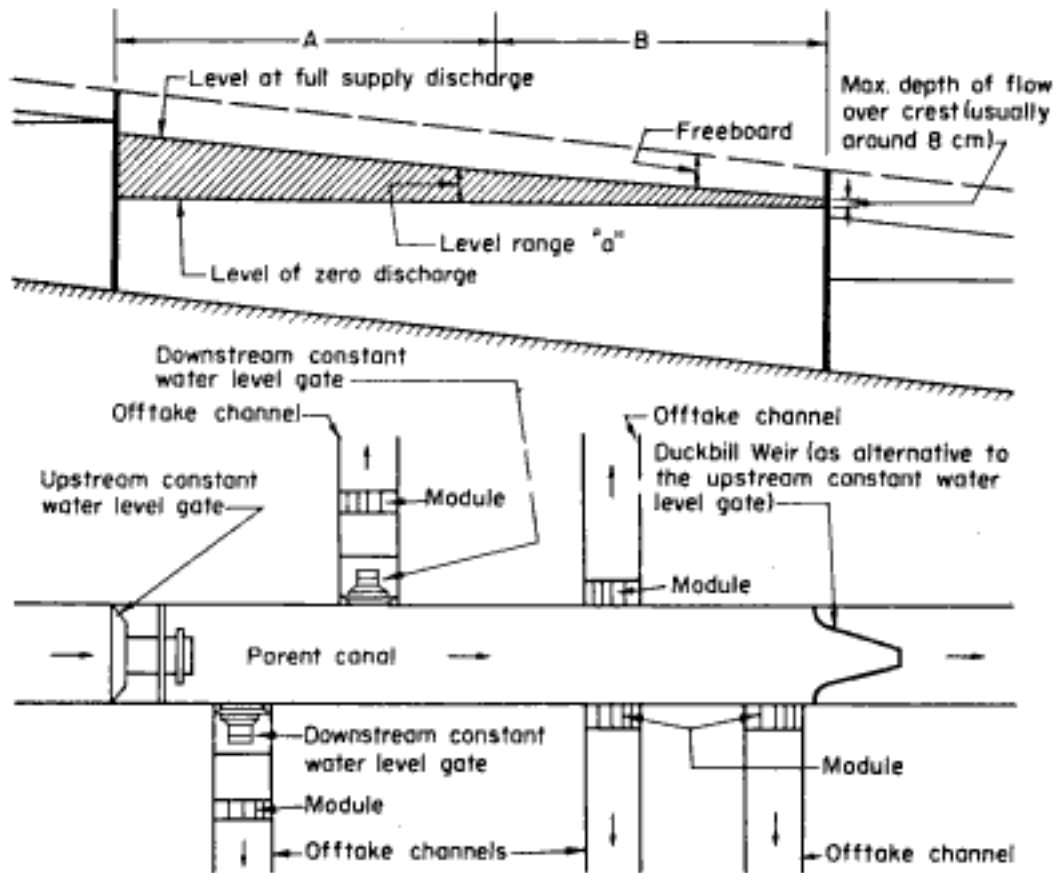 A
B
Level at full supply discharge
Max. depth of flow
over crest (usually
around 8 cm)
Freeboard
Level range "a"
Level of zero discharge
Downstream constant
water level gate
Offtake channel
Offtake channel
Duckbill Weir (as alternative to
the upstream constant water
level gate)
Upstream constant
water level gate
Module
Module
Parent canal
Downstream constant
water level gate
Module
Module
Offtake channels
Offtake channel